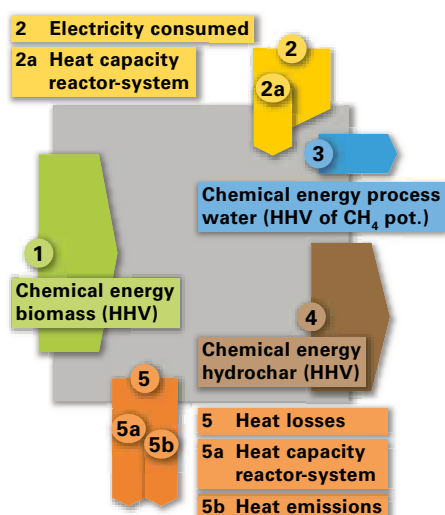 2 Electricity consumed
2a Heat capacity
reactor-system
2
2a
3
Chemical energy process
water (HHV of CH₄ pot.)
1
Chemical energy
biomass (HHV)
4
Chemical energy
hydrochar (HHV)
5
5a
5b
5 Heat losses
5a Heat capacity
reactor-system
5b Heat emissions